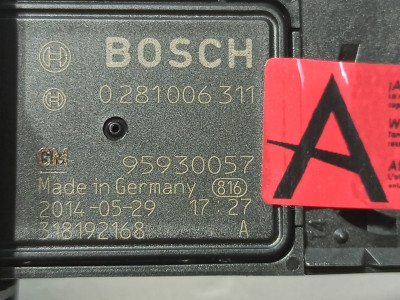 BOSCH
0 281 006 311
GM 95930057
Made in Germany 816
2014-05-29 17:27
318192168 A
A